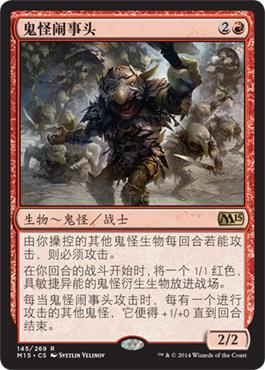 鬼怪闹事头 2
M15
生物～鬼怪／战士
由你操控的其他鬼怪生物每回合若能攻
击，则必须攻击。
在你回合的战斗开始时，将一个 1/1 红色，
具敏捷异能的鬼怪衍生生物放进战场。
每当鬼怪闹事头攻击时，每有一个进行
攻击的其他鬼怪，它便得 +1/+0 直到回合
结束。
2/2
145/269 R
M15 • CS SVETLIN VELINOV
™ & © 2014 Wizards of the Coast